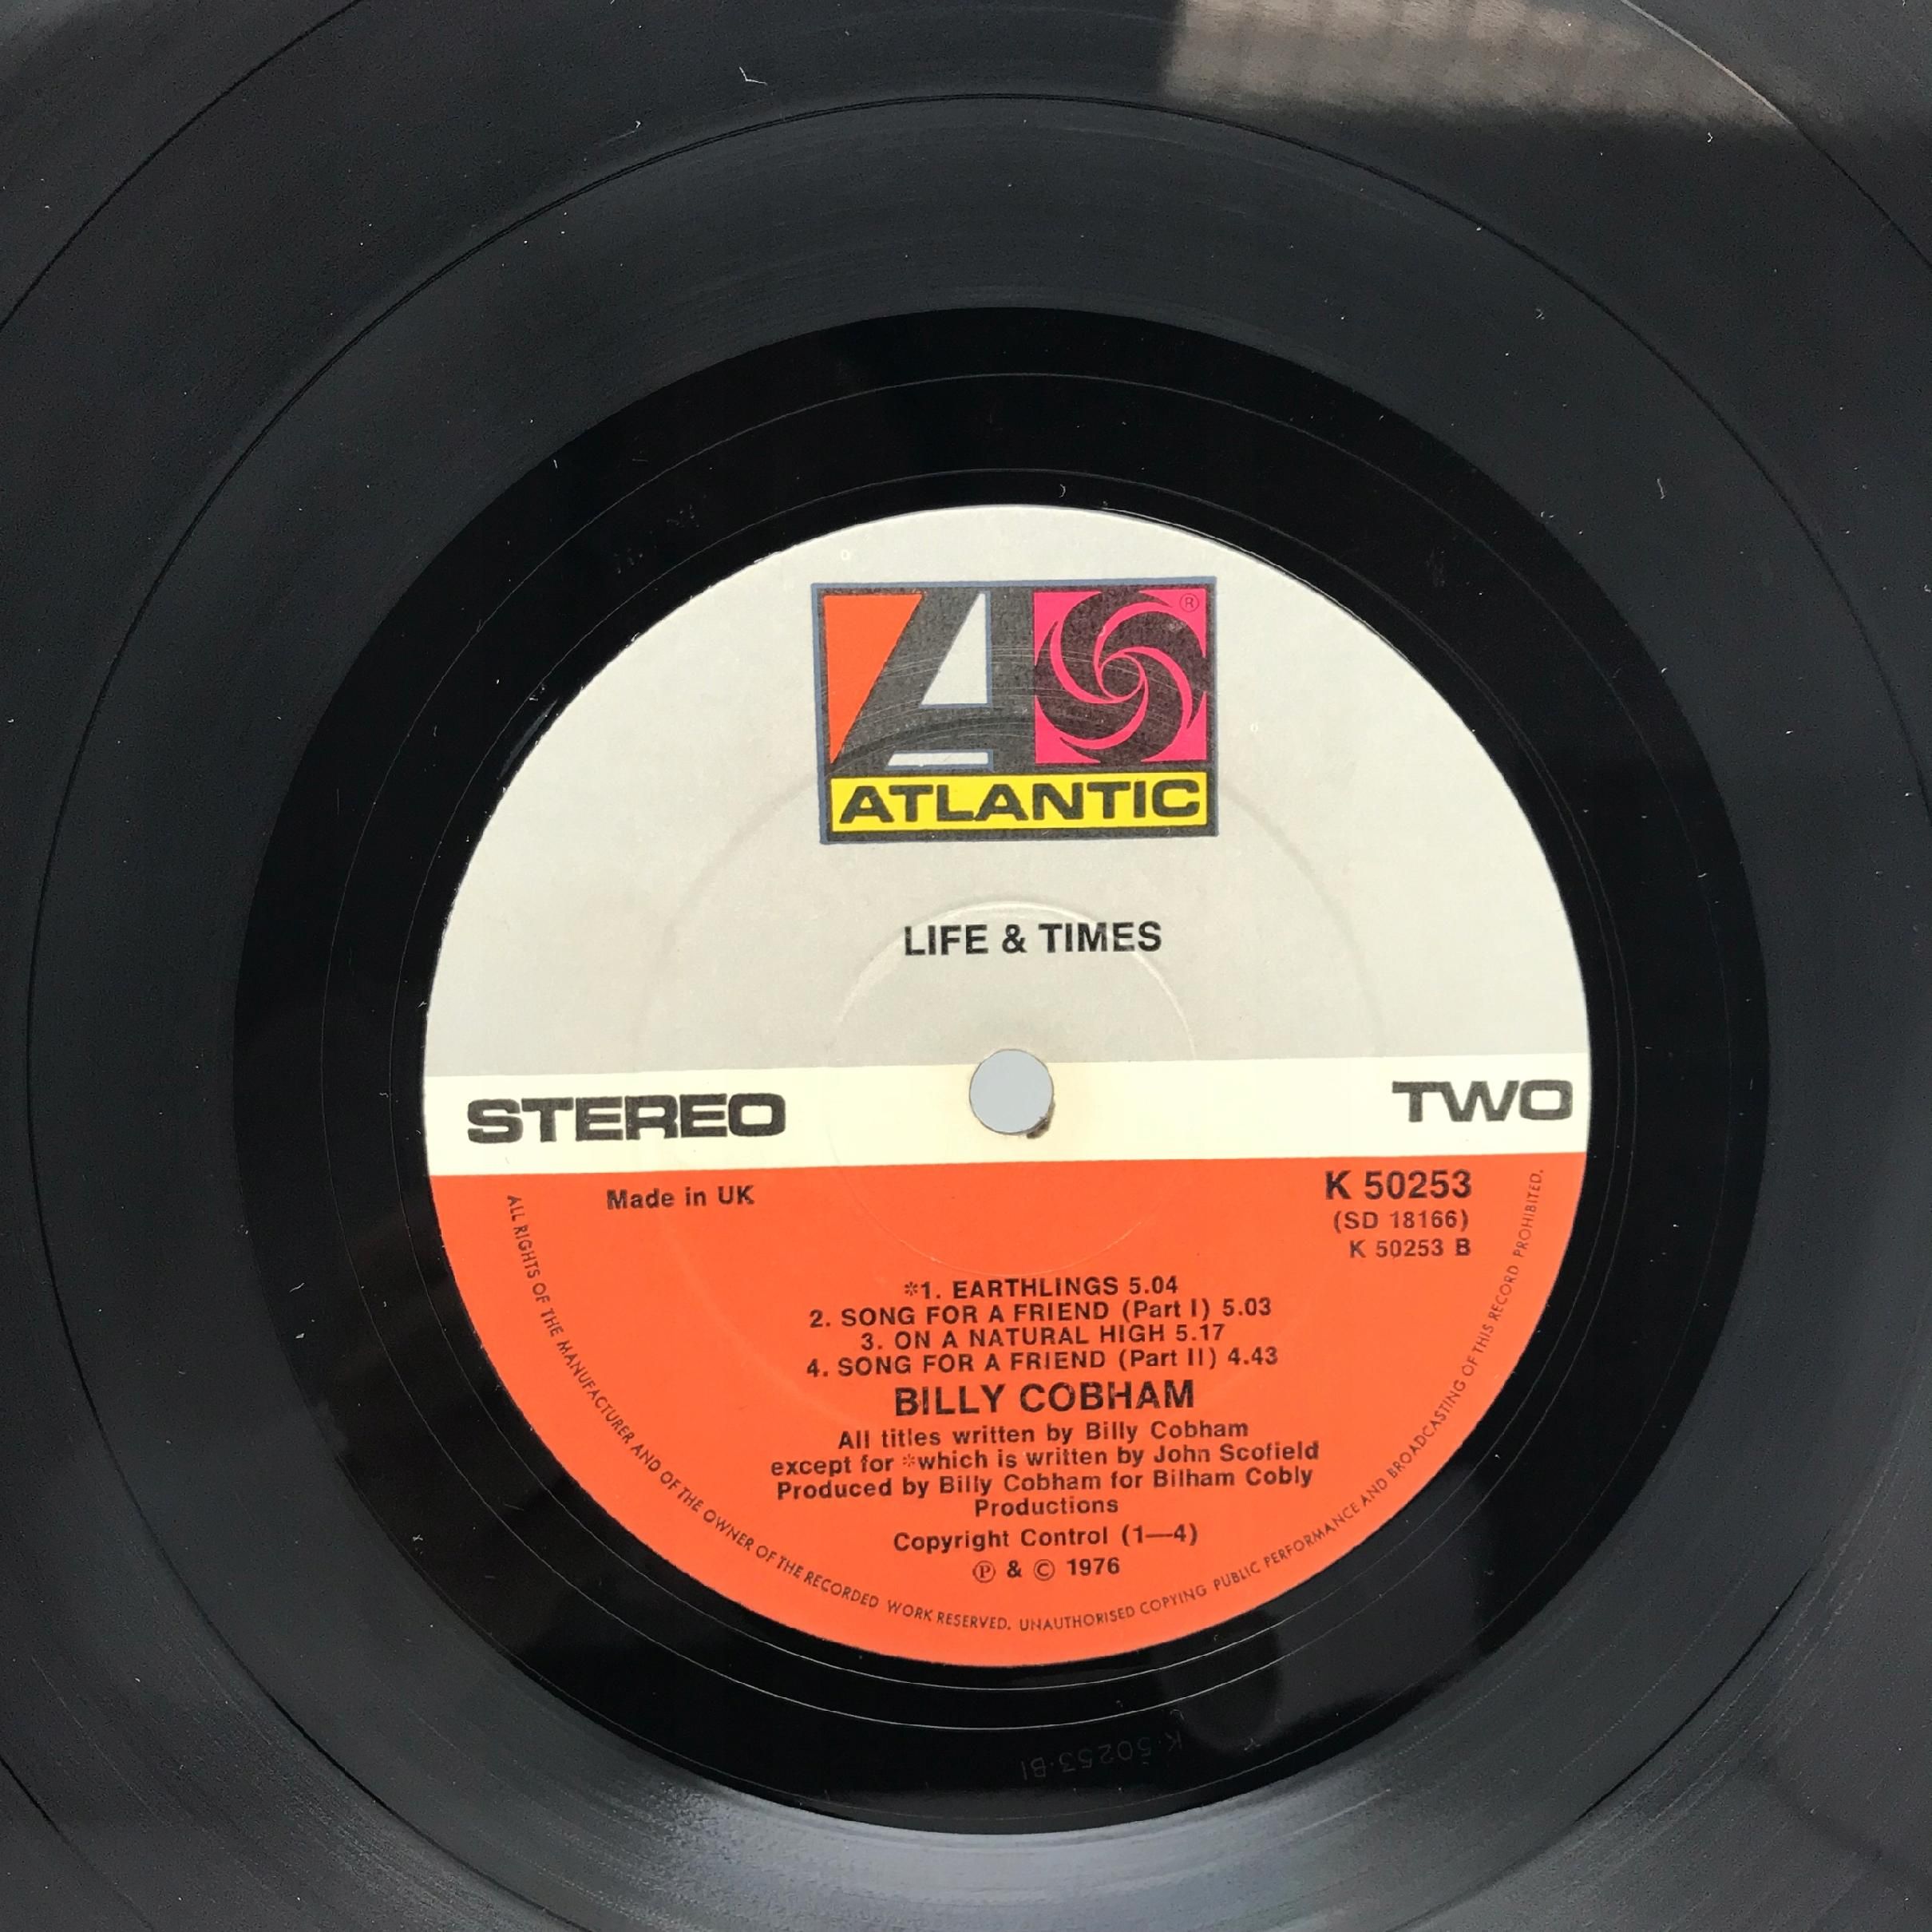 ®
ATLANTIC
LIFE & TIMES
STEREO
TWO
Made in UK
K 50253
(SD 18166)
K 50253 B
*1. EARTHLINGS 5.04
2. SONG FOR A FRIEND (Part I) 5.03
3. ON A NATURAL HIGH 5.17
4. SONG FOR A FRIEND (Part II) 4.43
BILLY COBHAM
All titles written by Billy Cobham
except for *which is written by John Scofield
Produced by Billy Cobham for Bilham Cobly
Productions
Copyright Control (1—4)
℗ & © 1976
ALL RIGHTS OF THE MANUFACTURER AND OF THE OWNER OF THE RECORDED WORK RESERVED. UNAUTHORISED COPYING PUBLIC PERFORMANCE AND BROADCASTING OF THIS RECORD PROHIBITED.
K·50253·B1